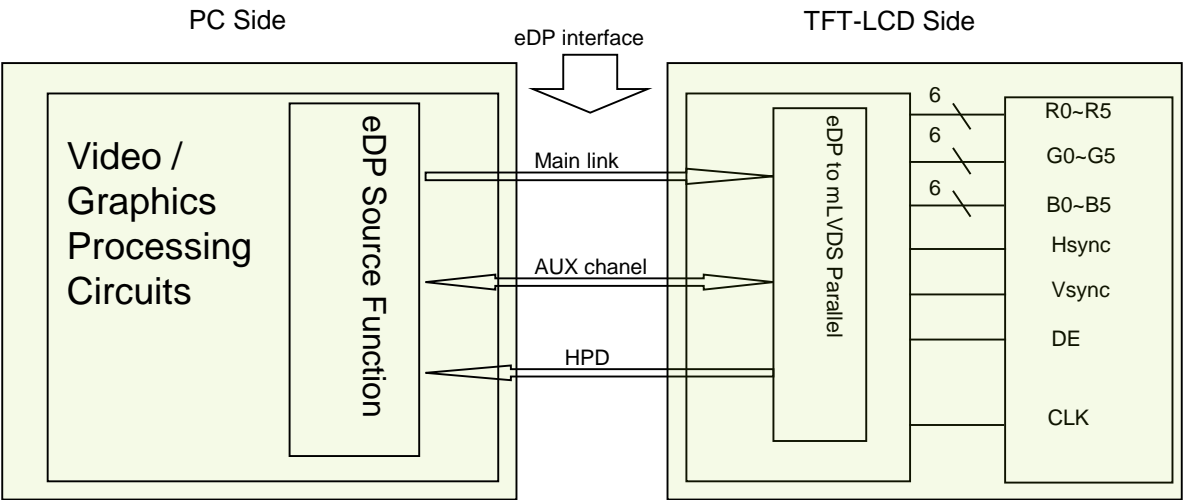 PC Side
TFT-LCD Side
eDP interface
Video /
Graphics
Processing
Circuits
eDP Source Function
Main link
AUX chanel
HPD
eDP to mLVDS Parallel
6
R0~R5
6
G0~G5
6
B0~B5
Hsync
Vsync
DE
CLK